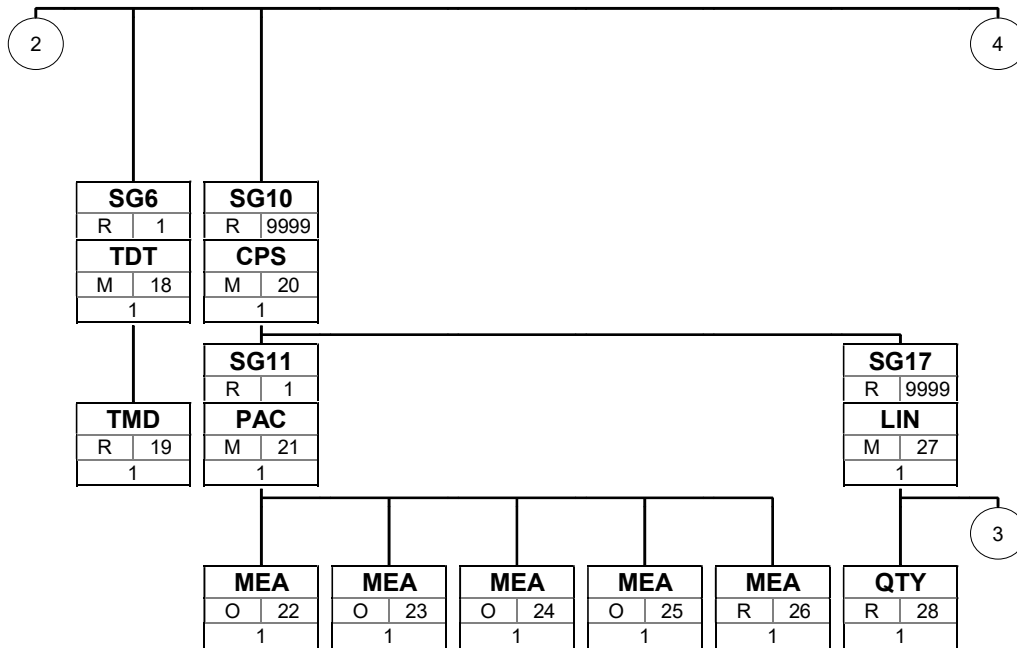 2
4
SG6
R 1
TDT
M 18
1
SG10
R 9999
CPS
M 20
1
TMD
R 19
1
SG11
R 1
PAC
M 21
1
SG17
R 9999
LIN
M 27
1
3
MEA
O 22
1
MEA
O 23
1
MEA
O 24
1
MEA
O 25
1
MEA
R 26
1
QTY
R 28
1